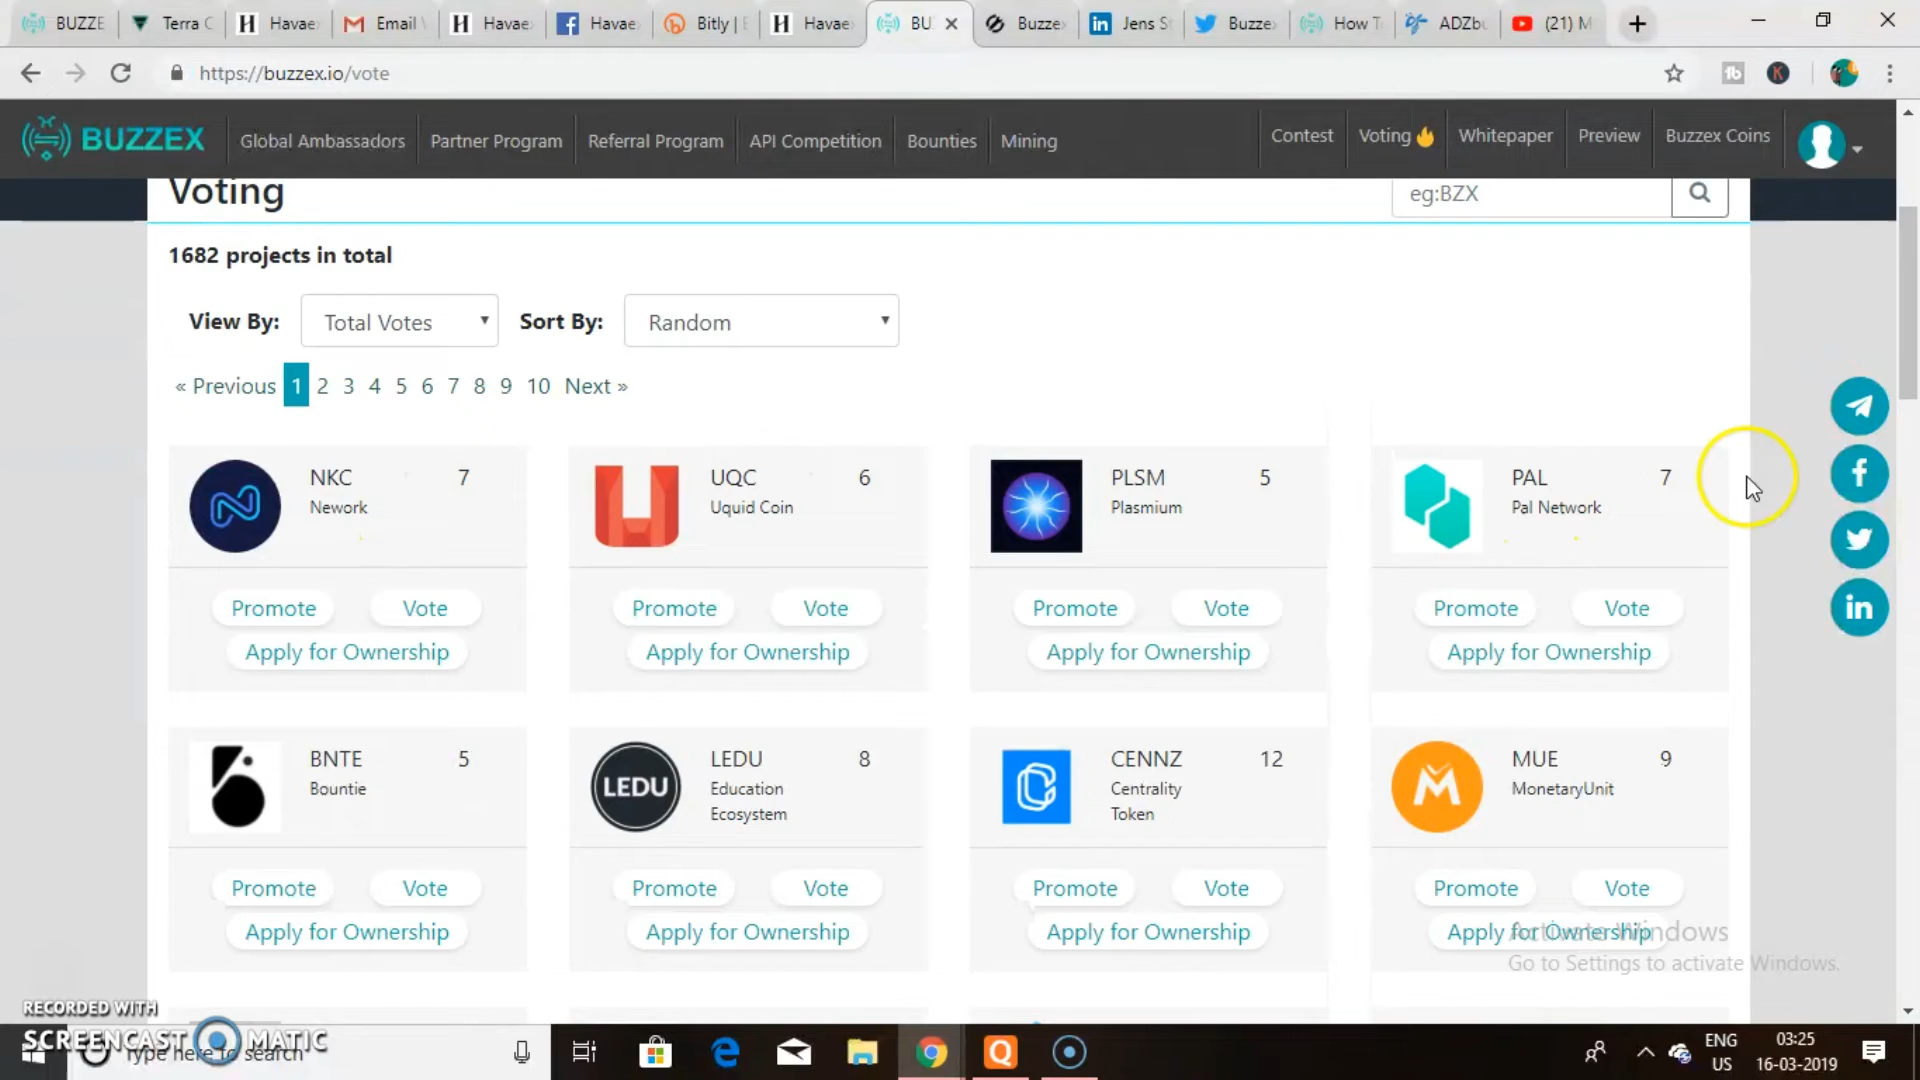 BUZZE
Terra C
Havae
Email
Havae
Havae
Bitly | E
Havae
BU
Buzze
Jens S
Buzze
How T
ADZbu
(21) M
https://buzzex.io/vote
BUZZEX
Global Ambassadors
Partner Program
Referral Program
API Competition
Bounties
Mining
Contest
Voting
Whitepaper
Preview
Buzzex Coins
Voting
eg:BZX
1682 projects in total
View By: Total Votes Sort By: Random
« Previous 1 2 3 4 5 6 7 8 9 10 Next »
NKC 7
Nework
Promote Vote
Apply for Ownership
UQC 6
Uquid Coin
Promote Vote
Apply for Ownership
PLSM 5
Plasmium
Promote Vote
Apply for Ownership
PAL 7
Pal Network
Promote Vote
Apply for Ownership
BNTE 5
Bountie
Promote Vote
Apply for Ownership
LEDU
LEDU 8
Education
Ecosystem
Promote Vote
Apply for Ownership
CENNZ 12
Centrality
Token
Promote Vote
Apply for Ownership
MUE 9
MonetaryUnit
Promote Vote
Apply for Ownership
Activate Windows
Go to Settings to activate Windows.
RECORDED WITH
SCREENCAST MATIC
Type here to search
ENG
US
03:25
16-03-2019